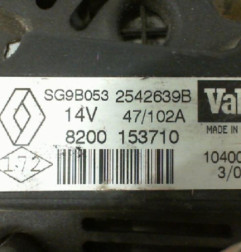 SG9B053 2542639B
14V 47/102A
8200 153710
Val
MADE IN
172
10400
3/0